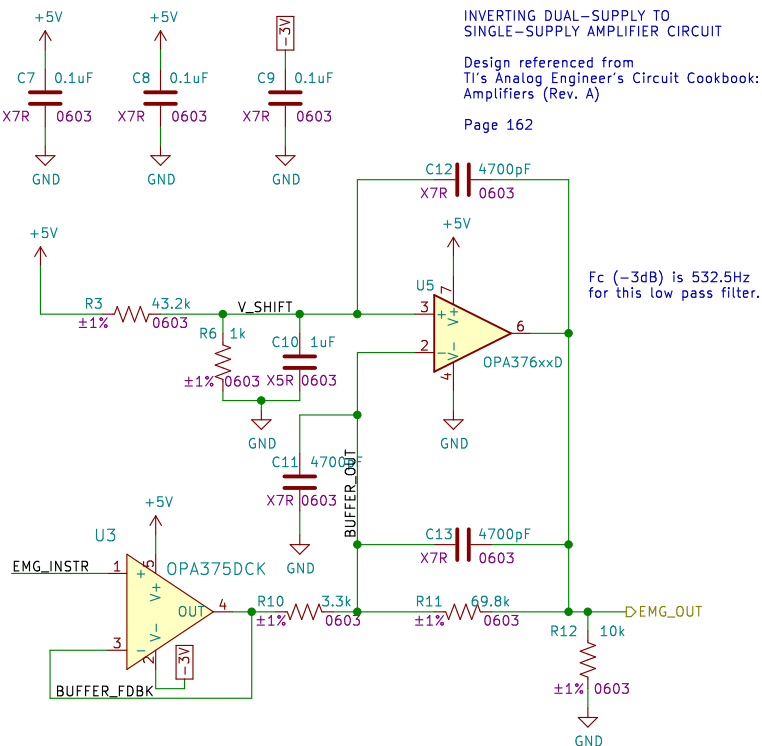 INVERTING DUAL-SUPPLY TO
SINGLE-SUPPLY AMPLIFIER CIRCUIT
Design referenced from
TI's Analog Engineer's Circuit Cookbook:
Amplifiers (Rev. A)
Page 162
+5V
C7 0.1uF
X7R 0603
GND
+5V
C8 0.1uF
X7R 0603
GND
-3V
C9 0.1uF
X7R 0603
GND
C12 4700pF
X7R 0603
+5V
+5V
U5
7
3 +
V+
6
2 -
V-
4
OPA376xxD
GND
Fc (-3dB) is 532.5Hz
for this low pass filter.
R3 43.2k
±1% 0603
V_SHIFT
R6 1k
±1% 0603
C10 1uF
X5R 0603
GND
C11 4700pF
X7R 0603
GND
BUFFER_OUT
C13 4700pF
X7R 0603
+5V
U3
OPA375DCK
EMG_INSTR
1 +
5
V+
OUT 4
3 -
V-
2
-3V
BUFFER_FDBK
R10 3.3k
±1% 0603
R11 69.8k
±1% 0603
EMG_OUT
R12 10k
±1% 0603
GND